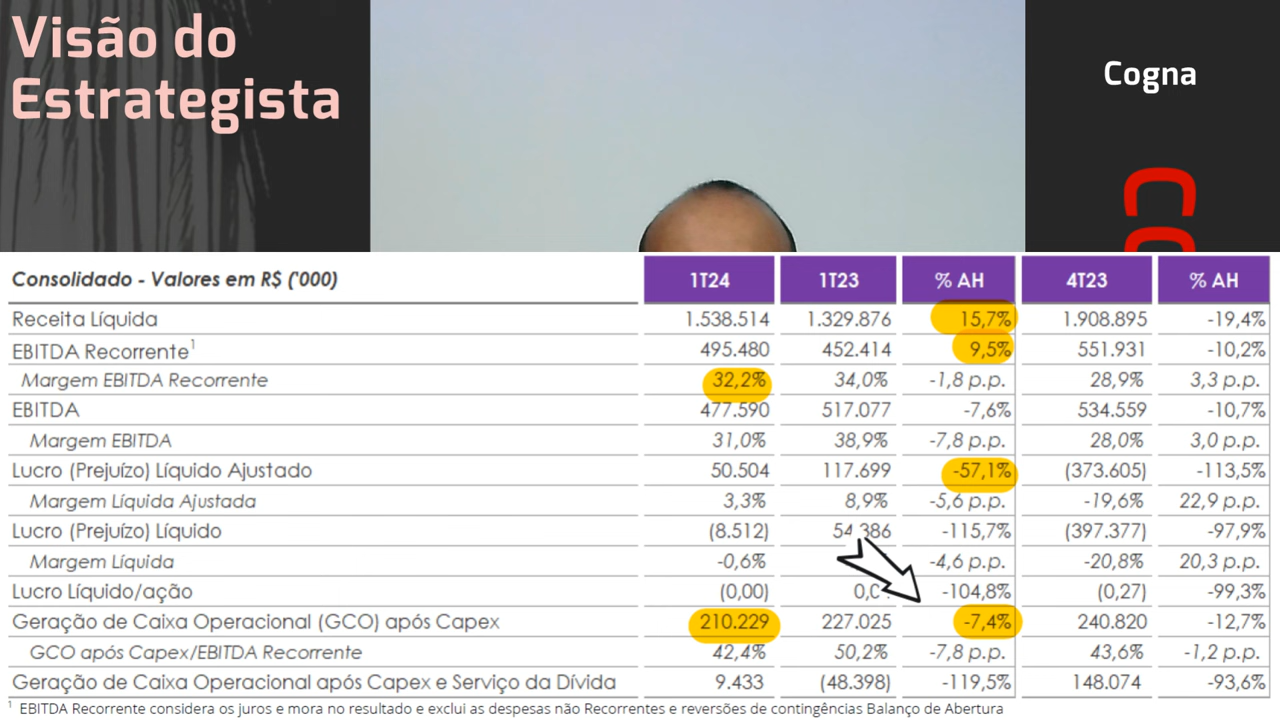 Visão do
Estrategista
Cogna
Consolidado - Valores em R$ ('000) 1T24 1T23 % AH 4T23 % AH
Receita Líquida 1.538.514 1.329.876 15,7% 1.908.895 -19,4%
EBITDA Recorrente¹ 495.480 452.414 9,5% 551.931 -10,2%
Margem EBITDA Recorrente 32,2% 34,0% -1,8 p.p. 28,9% 3,3 p.p.
EBITDA 477.590 517.077 -7,6% 534.559 -10,7%
Margem EBITDA 31,0% 38,9% -7,8 p.p. 28,0% 3,0 p.p.
Lucro (Prejuízo) Líquido Ajustado 50.504 117.699 -57,1% (373.605) -113,5%
Margem Líquida Ajustada 3,3% 8,9% -5,6 p.p. -19,6% 22,9 p.p.
Lucro (Prejuízo) Líquido (8.512) 54.386 -115,7% (397.377) -97,9%
Margem Líquida -0,6% -4,6 p.p. -20,8% 20,3 p.p.
Lucro Líquido/ação (0,00) -104,8% (0,27) -99,3%
Geração de Caixa Operacional (GCO) após Capex 210.229 227.025 -7,4% 240.820 -12,7%
GCO após Capex/EBITDA Recorrente 42,4% 50,2% -7,8 p.p. 43,6% -1,2 p.p.
Geração de Caixa Operacional após Capex e Serviço da Dívida 9.433 (48.398) -119,5% 148.074 -93,6%
¹ EBITDA Recorrente considera os juros e mora no resultado e exclui as despesas não Recorrentes e reversões de contingências Balanço de Abertura